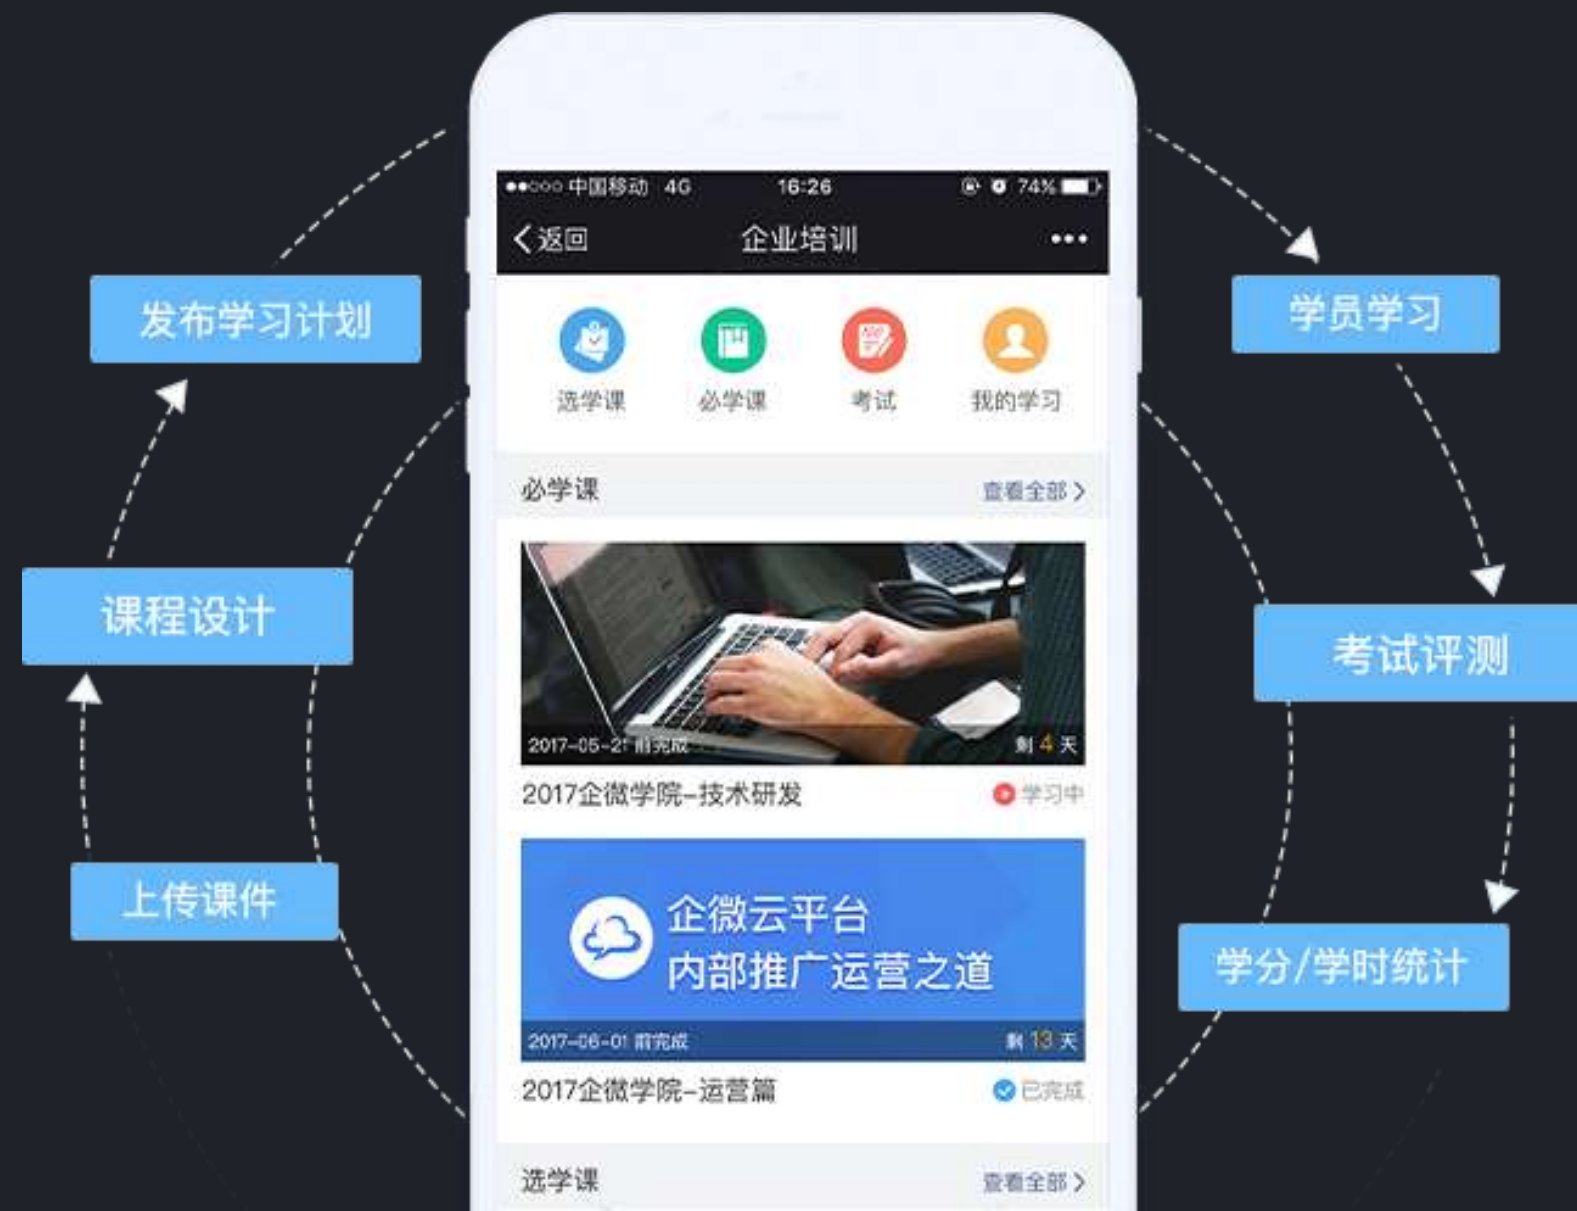 中国移动 4G 16:26 74%
返回 企业培训
发布学习计划
学员学习
选学课 必学课 考试 我的学习
必学课 查看全部
课程设计
考试评测
2017-05-21 前完成 剩 4 天
2017企微学院-技术研发 学习中
上传课件
企微云平台
内部推广运营之道
学分/学时统计
2017-06-01 前完成 剩 13 天
2017企微学院-运营篇 已完成
选学课 查看全部